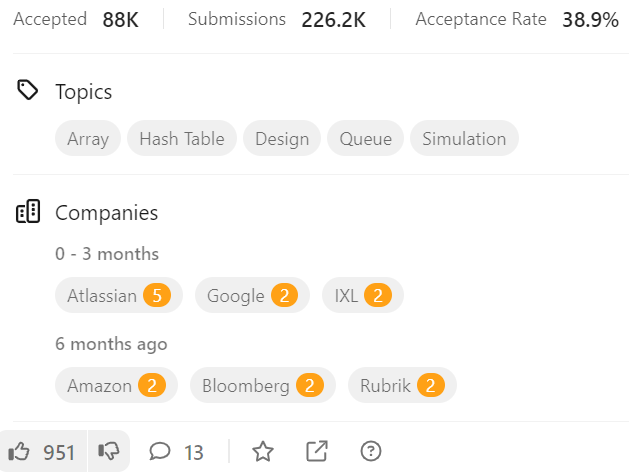 Accepted 88K Submissions 226.2K Acceptance Rate 38.9%
Topics
Array Hash Table Design Queue Simulation
Companies
0 - 3 months
Atlassian 5 Google 2 IXL 2
6 months ago
Amazon 2 Bloomberg 2 Rubrik 2
951 13 ?